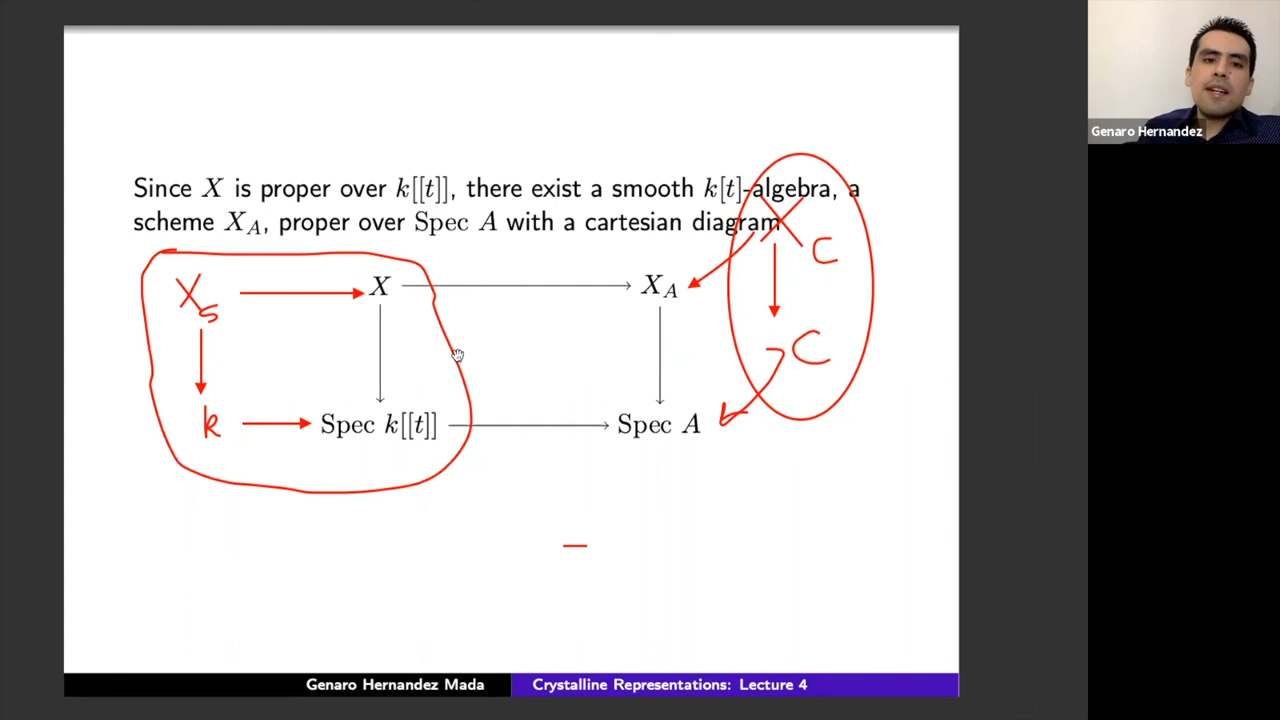 Genaro Hernandez
Since X is proper over k[[t]], there exist a smooth k[t]-algebra, a
scheme X_A, proper over Spec A with a cartesian diagram
X_s X X_A X_C
k Spec k[[t]] Spec A C
Genaro Hernandez Mada Crystalline Representations: Lecture 4